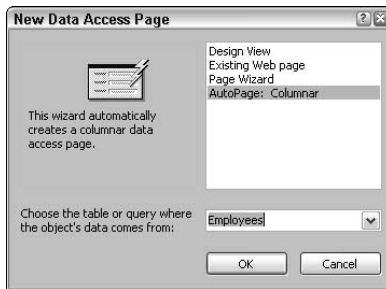 New Data Access Page
Design View
Existing Web page
Page Wizard
AutoPage: Columnar
This wizard automatically
creates a columnar data
access page.
Choose the table or query where
the object's data comes from:
Employees
OK
Cancel